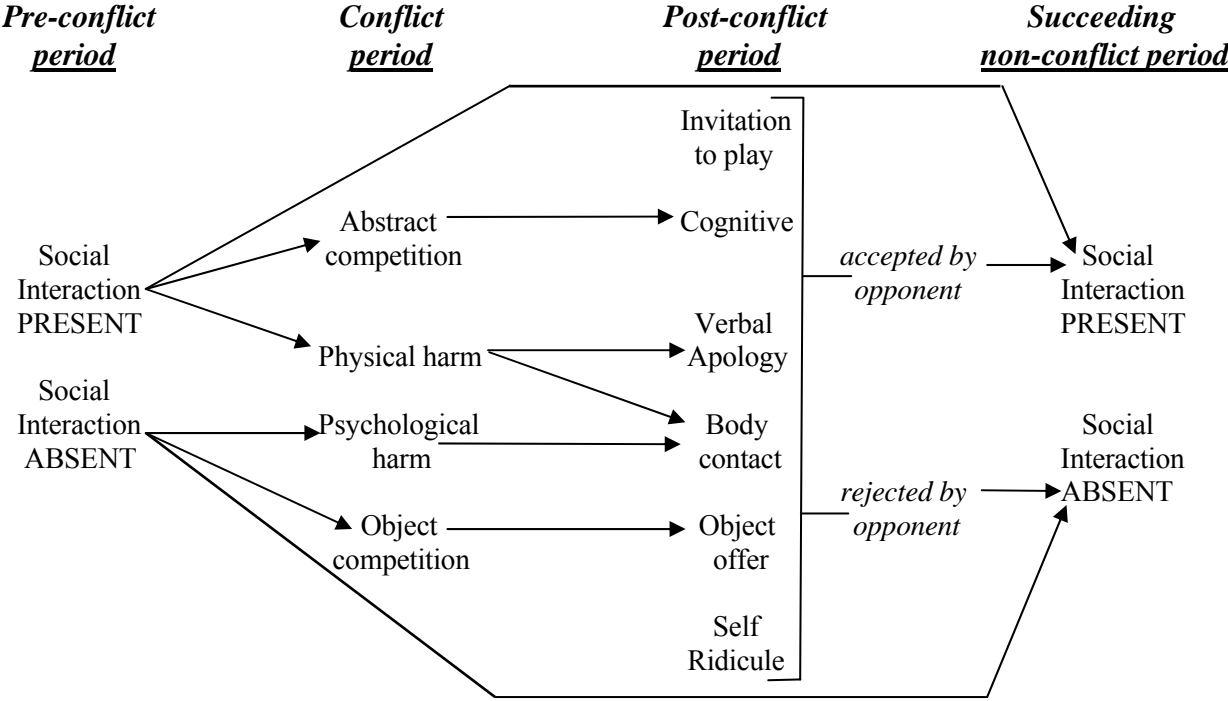 Pre-conflict
period
Conflict
period
Post-conflict
period
Succeeding
non-conflict period
Social
Interaction
PRESENT
Social
Interaction
ABSENT
Abstract
competition
Physical harm
Psychological
harm
Object
competition
Invitation
to play
Cognitive
Verbal
Apology
Body
contact
Object
offer
Self
Ridicule
accepted by
opponent
rejected by
opponent
Social
Interaction
PRESENT
Social
Interaction
ABSENT